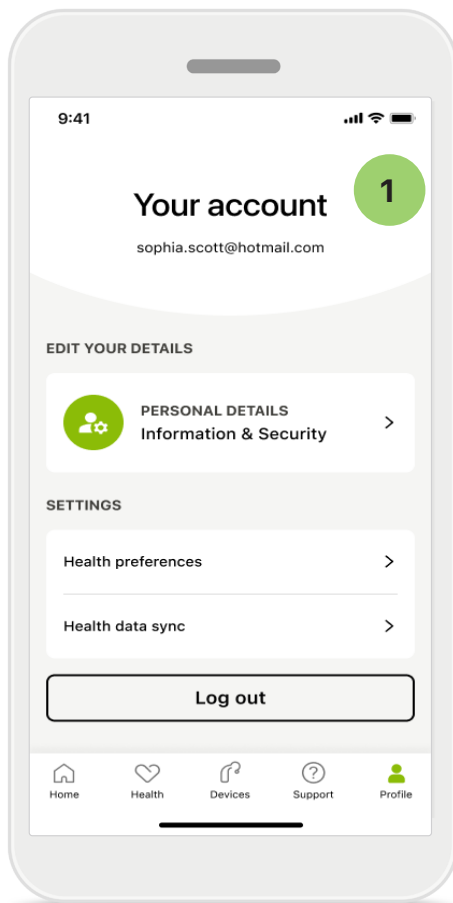 9:41
1
Your account
sophia.scott@hotmail.com
EDIT YOUR DETAILS
PERSONAL DETAILS
Information & Security
SETTINGS
Health preferences
Health data sync
Log out
Home Health Devices Support Profile